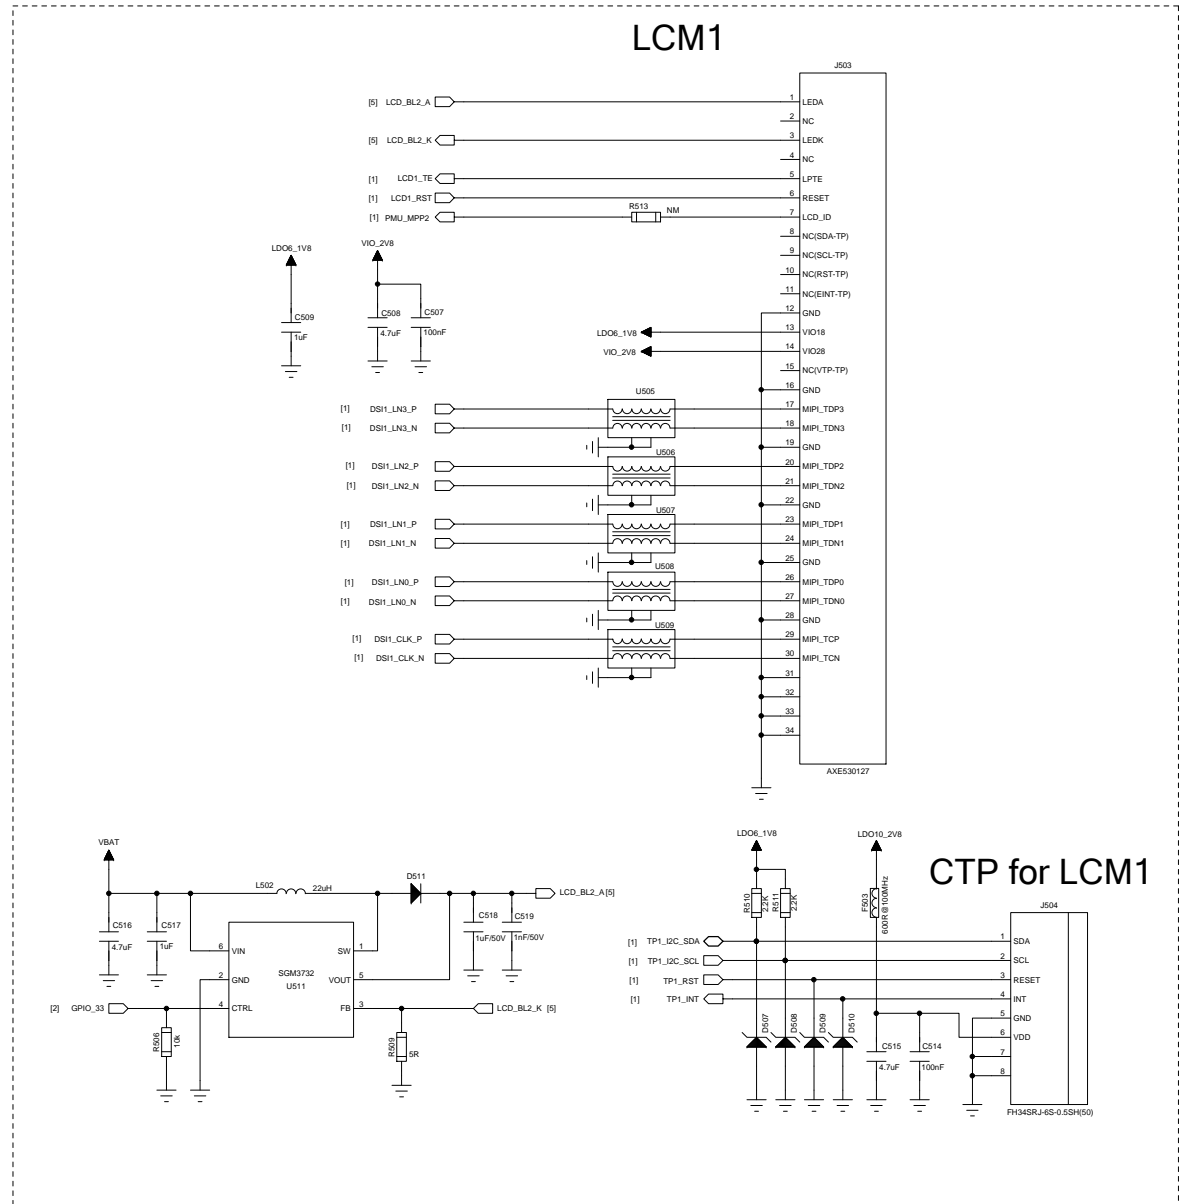 LCM1
J503
[5] LCD_BL2_A 1 LEDA
2 NC
[5] LCD_BL2_K 3 LEDK
4 NC
[1] LCD1_TE 5 LPTE
[1] LCD1_RST 6 RESET
R513 NM
[1] PMU_MPP2 7 LCD_ID
8 NC(SDA-TP)
9 NC(SCL-TP)
10 NC(RST-TP)
11 NC(EINT-TP)
LDO6_1V8 VIO_2V8
12 GND
C509 C508 C507
1uF 4.7uF 100nF
LDO6_1V8 13 VIO18
VIO_2V8 14 VIO28
15 NC(VTP-TP)
16 GND
U505
[1] DSI1_LN3_P 17 MIPI_TDP3
[1] DSI1_LN3_N 18 MIPI_TDN3
19 GND
U506
[1] DSI1_LN2_P 20 MIPI_TDP2
[1] DSI1_LN2_N 21 MIPI_TDN2
22 GND
U507
[1] DSI1_LN1_P 23 MIPI_TDP1
[1] DSI1_LN1_N 24 MIPI_TDN1
25 GND
U508
[1] DSI1_LN0_P 26 MIPI_TDP0
[1] DSI1_LN0_N 27 MIPI_TDN0
28 GND
U509
[1] DSI1_CLK_P 29 MIPI_TCP
[1] DSI1_CLK_N 30 MIPI_TCN
31
32
33
34
AXE530127
VBAT
L502 22uH D511
LCD_BL2_A [5]
C516 C517 C518 C519
4.7uF 1uF 1uF/50V 1nF/50V
6 VIN SW 1
SGM3732
U511
2 GND VOUT 5
[2] GPIO_33 4 CTRL FB 3 LCD_BL2_K [5]
R506 10k
R509 5R
CTP for LCM1
LDO6_1V8 LDO10_2V8
R510 2.2K R511 2.2K F503 600R@100MHz
J504
[1] TP1_I2C_SDA 1 SDA
[1] TP1_I2C_SCL 2 SCL
[1] TP1_RST 3 RESET
[1] TP1_INT 4 INT
5 GND
6 VDD
7
8
D507 D508 D509 D510
C515 C514
4.7uF 100nF
FH34SRJ-6S-0.5SH(50)